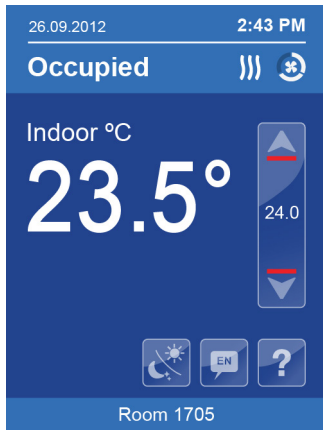 26.09.2012 2:43 PM
Occupied
Indoor ºC
23.5°
24.0
EN
?
Room 1705